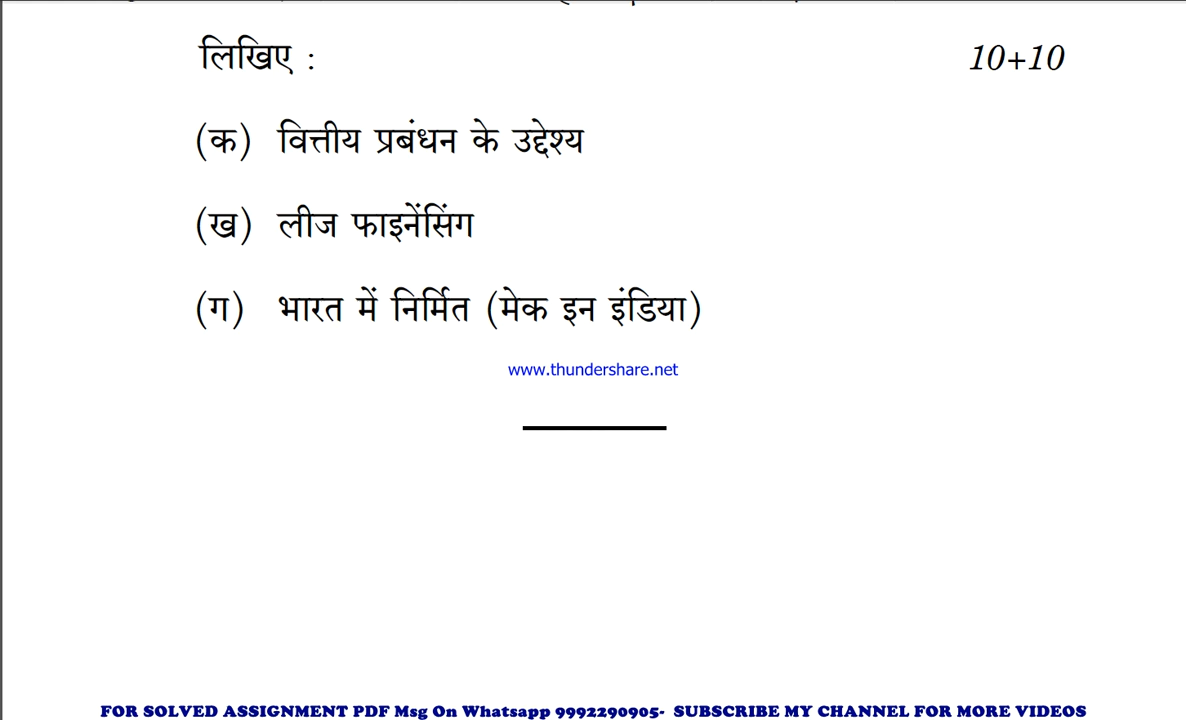 लिखिए : 10+10
(क) वित्तीय प्रबंधन के उद्देश्य
(ख) लीज फाइनेंसिंग
(ग) भारत में निर्मित (मेक इन इंडिया)
www.thundershare.net
FOR SOLVED ASSIGNMENT PDF Msg On Whatsapp 9992290905- SUBSCRIBE MY CHANNEL FOR MORE VIDEOS